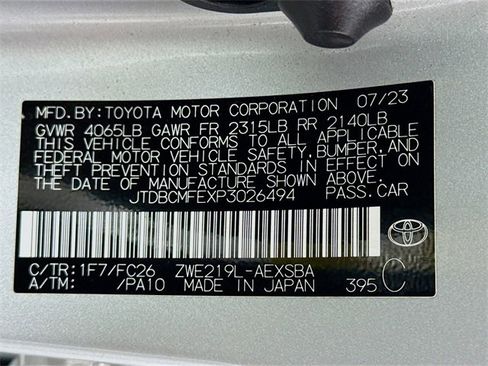 MFD.BY:TOYOTA MOTOR CORPORATION 07/23
GVWR 4065LB GAWR FR 2315LB RR 2140LB
THIS VEHICLE CONFORMS TO ALL APPLICABLE
FEDERAL MOTOR VEHICLE SAFETY, BUMPER, AND
THEFT PREVENTION STANDARDS IN EFFECT ON
THE DATE OF MANUFACTURE SHOWN ABOVE.
JTDBCMFEXP3026494 PASS.CAR
C/TR:1F7/FC26 ZWE219L-AEXSBA
A/TM: /PA10 MADE IN JAPAN 395 C